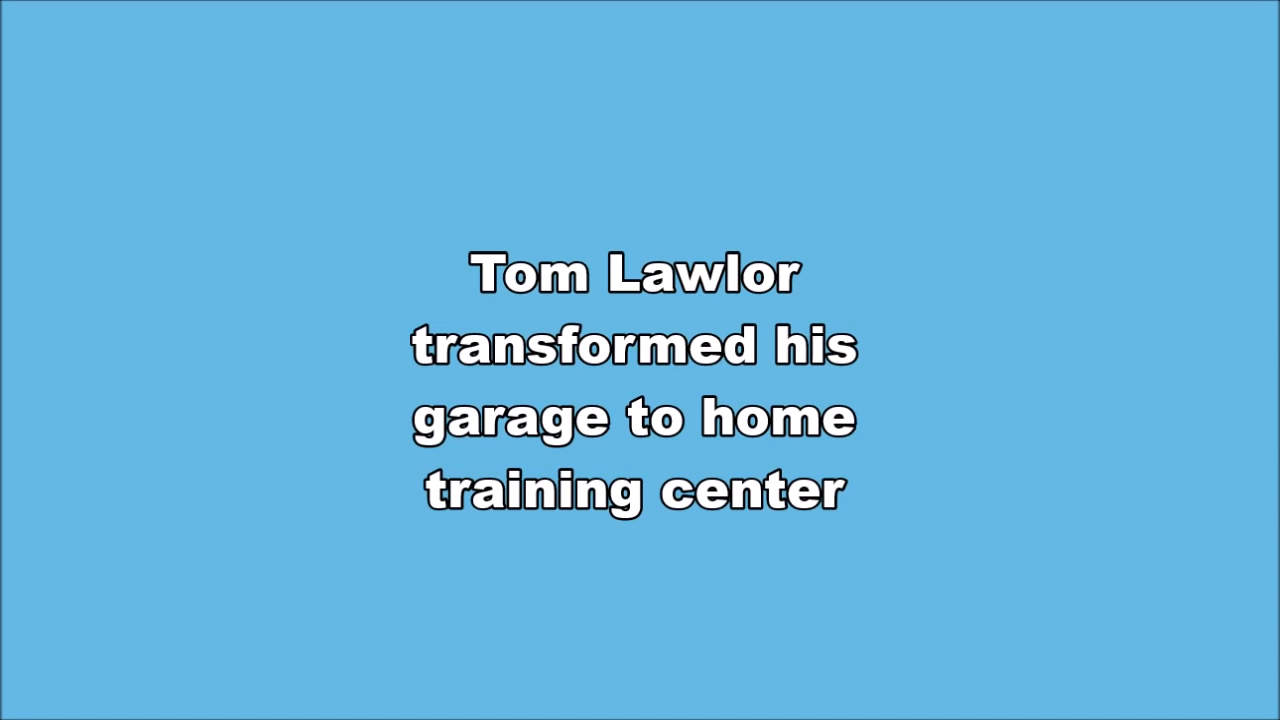 Tom Lawlor
transformed his
garage to home
training center